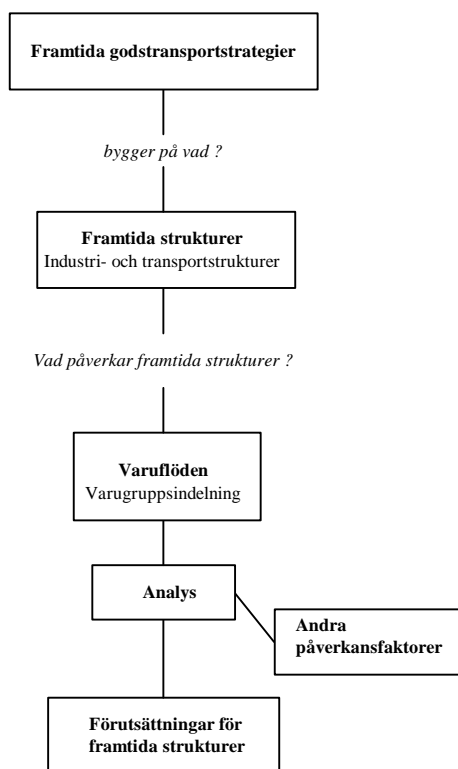 Framtida godstransportstrategier
bygger på vad ?
Framtida strukturer
Industri- och transportstrukturer
Vad påverkar framtida strukturer ?
Varuflöden
Varugruppsindelning
Analys
Andra
påverkansfaktorer
Förutsättningar för
framtida strukturer